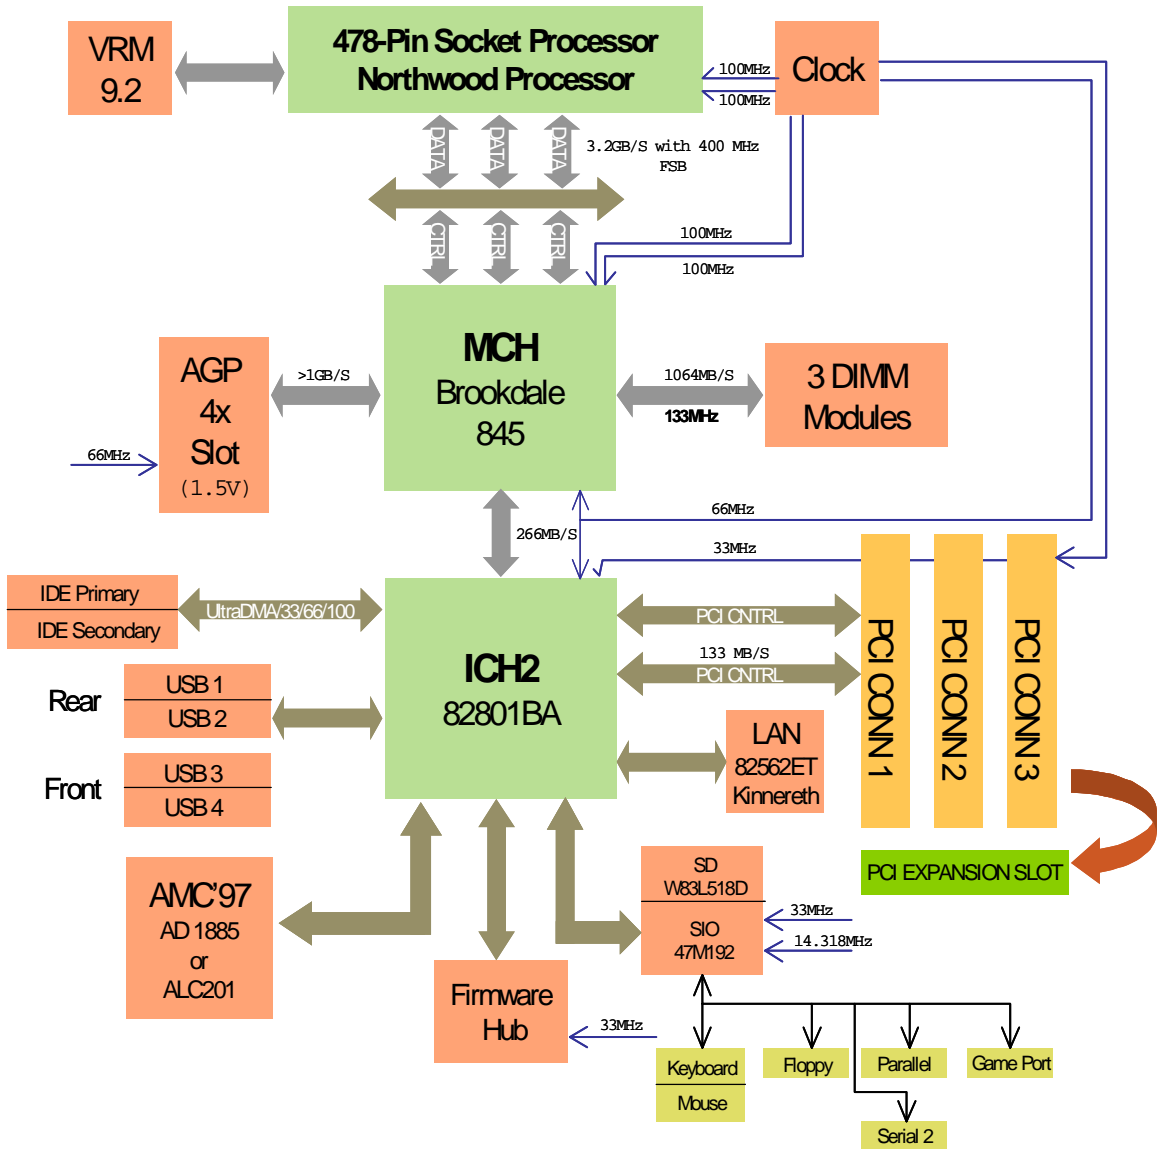 VRM
9.2
478-Pin Socket Processor
Northwood Processor
Clock
100MHz
100MHz
DATA
DATA
DATA
3.2GB/S with 400 MHz
FSB
CTRL
CTRL
CTRL
100MHz
100MHz
MCH
Brookdale
845
AGP
4x
Slot
(1.5V)
>1GB/S
66MHz
1064MB/S
133MHz
3 DIMM
Modules
266MB/S
66MHz
33MHz
IDE Primary
IDE Secondary
UltraDMA/33/66/100
ICH2
82801BA
PCI CNTRL
133 MB/S
PCI CNTRL
PCI CONN 1
PCI CONN 2
PCI CONN 3
Rear
USB 1
USB 2
Front
USB 3
USB 4
LAN
82562ET
Kinnereth
PCI EXPANSION SLOT
AMC'97
AD 1885
or
ALC201
SD
W83L518D
SIO
47M192
33MHz
14.318MHz
Firmware
Hub
33MHz
Keyboard
Mouse
Floppy
Parallel
Game Port
Serial 2